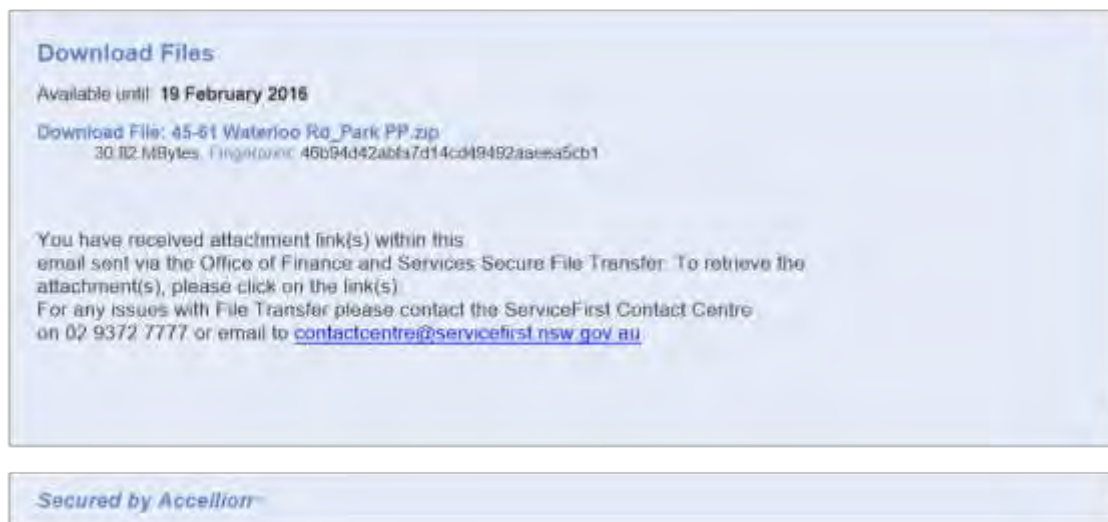 Download Files
Available until 19 February 2016
Download File: 45-61 Waterloo Rd_Park PP.zip
30.82 MBytes, Fingerprint:
You have received attachment link(s) within this
email sent via the Office of Finance and Services Secure File Transfer. To retrieve the
attachment(s), please click on the link(s)
For any issues with File Transfer please contact the ServiceFirst Contact Centre
on 02 9372 7777 or email to contactcentre@servicefirst.nsw.gov.au
Secured by Accellion